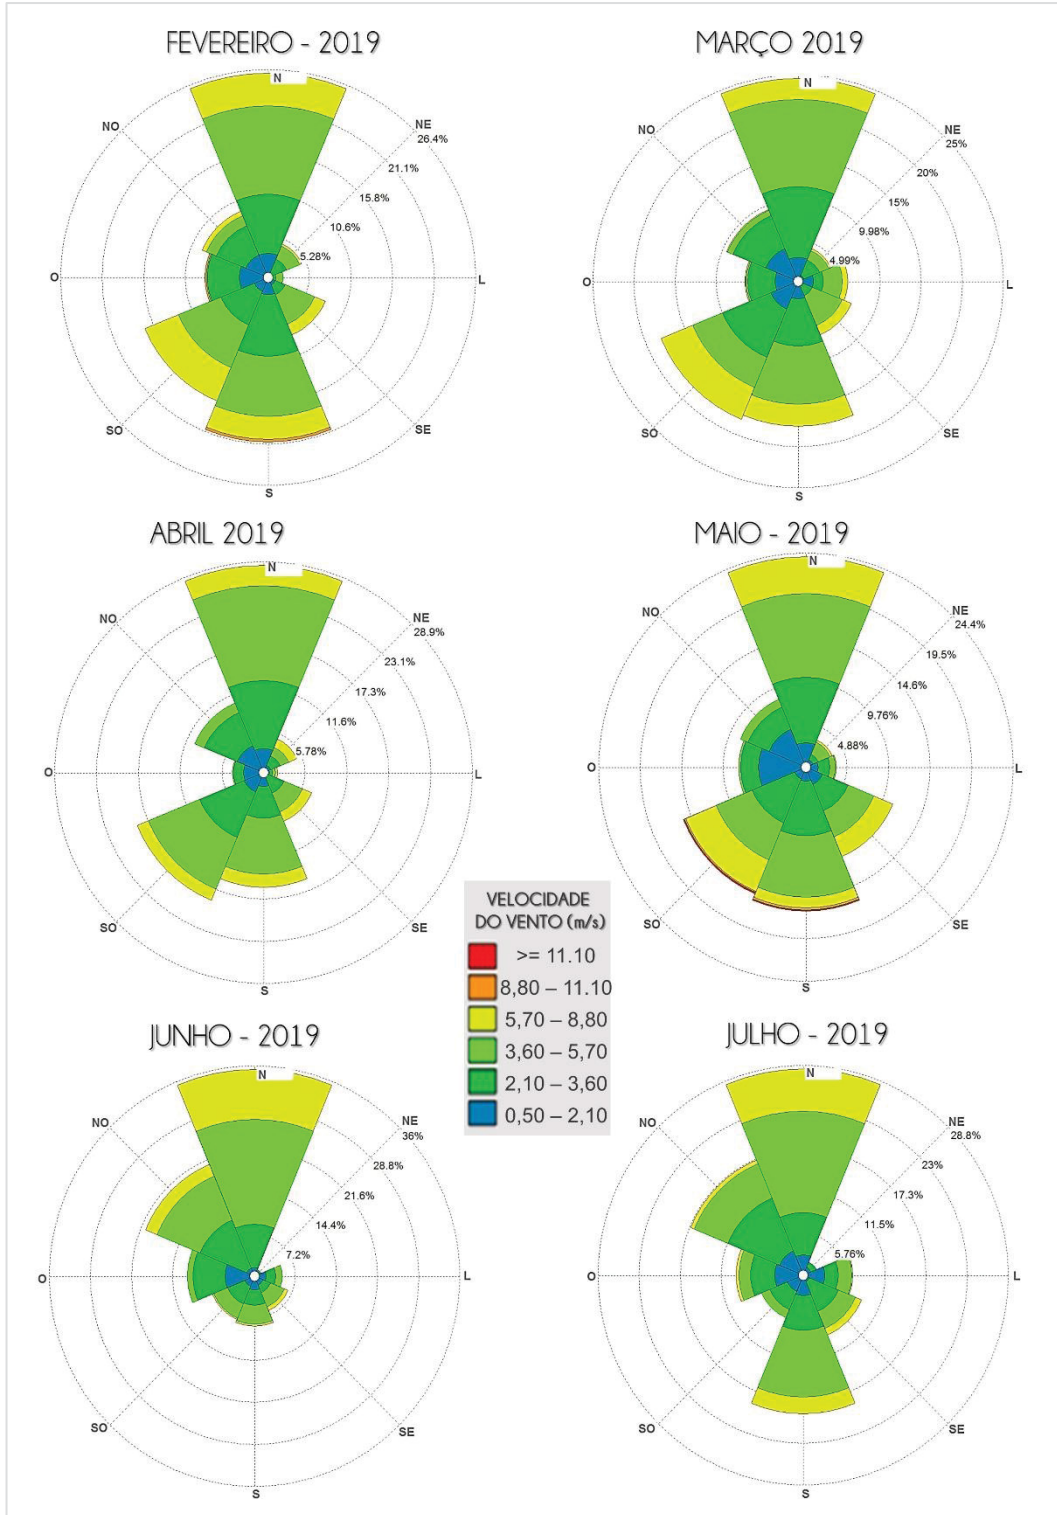 FEVEREIRO - 2019
N
NO
NE
26.4%
21.1%
15.8%
10.6%
5.28%
O
L
SO
SE
S
MARÇO 2019
N
NO
NE
25%
20%
15%
9.98%
4.99%
O
L
SO
SE
S
ABRIL 2019
N
NO
NE
28.9%
23.1%
17.3%
11.6%
5.78%
O
L
SO
SE
S
MAIO - 2019
N
NO
NE
24.4%
19.5%
14.6%
9.76%
4.88%
O
L
SO
SE
S
VELOCIDADE
DO VENTO (m/s)
>= 11.10
8,80 – 11.10
5,70 – 8,80
3,60 – 5,70
2,10 – 3,60
0,50 – 2,10
JUNHO - 2019
N
NO
NE
36%
28.8%
21.6%
14.4%
7.2%
O
L
SO
SE
S
JULHO - 2019
N
NO
NE
28.8%
23%
17.3%
11.5%
5.76%
O
L
SO
SE
S